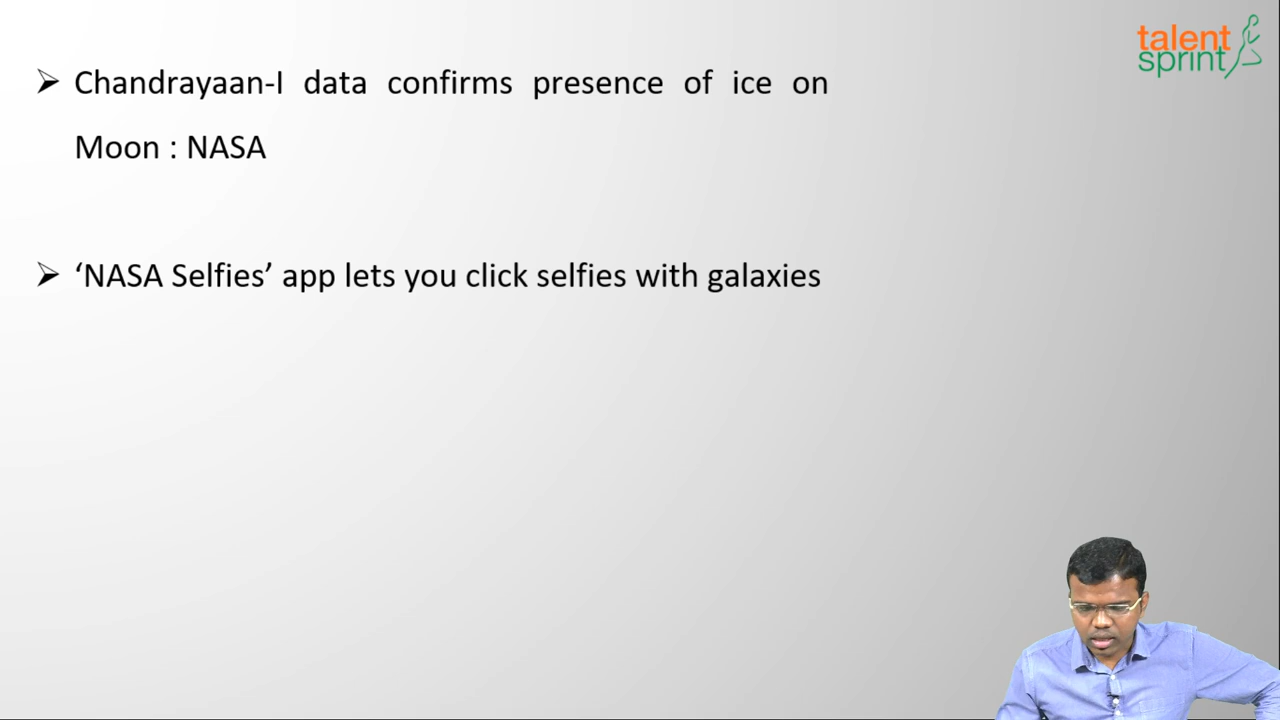 talent
sprint
Chandrayaan-I data confirms presence of ice on
Moon : NASA
‘NASA Selfies’ app lets you click selfies with galaxies